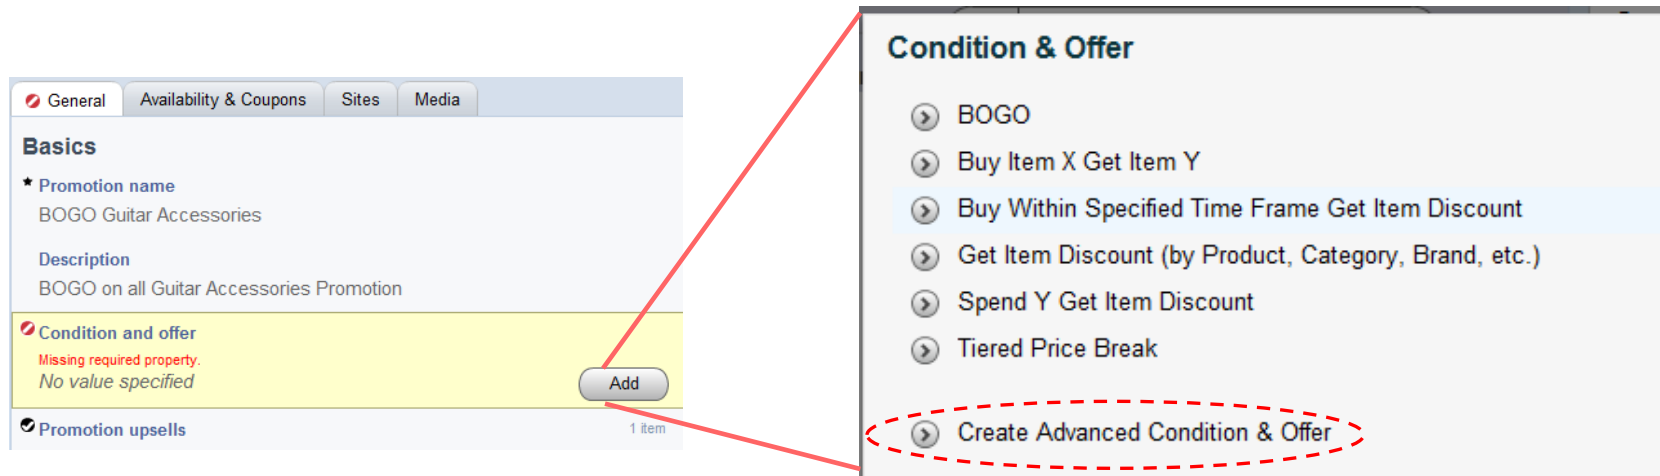 General
Availability & Coupons
Sites
Media
Basics
Promotion name
BOGO Guitar Accessories
Description
BOGO on all Guitar Accessories Promotion
Condition and offer
Missing required property.
No value specified
Add
Promotion upsells
1 item
Condition & Offer
BOGO
Buy Item X Get Item Y
Buy Within Specified Time Frame Get Item Discount
Get Item Discount (by Product, Category, Brand, etc.)
Spend Y Get Item Discount
Tiered Price Break
Create Advanced Condition & Offer